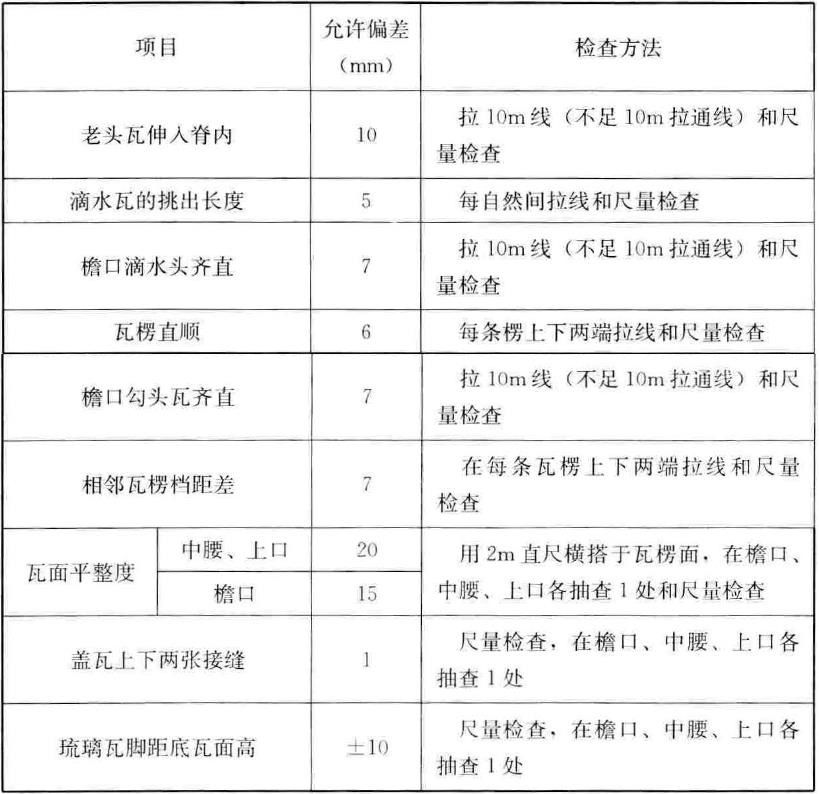 项目
允许偏差
（mm）
检查方法
老头瓦伸入脊内
10
拉 10m 线（不足 10m 拉通线）和尺
量检查
滴水瓦的挑出长度
5
每自然间拉线和尺量检查
檐口滴水头齐直
7
拉 10m 线（不足 10m 拉通线）和尺
量检查
瓦楞直顺
6
每条楞上下两端拉线和尺量检查
檐口勾头瓦齐直
7
拉 10m 线（不足 10m 拉通线）和尺
量检查
相邻瓦楞档距差
7
在每条瓦楞上下两端拉线和尺量
检查
瓦面平整度
中腰、上口
20
檐口
15
用 2m 直尺横搭于瓦楞面，在檐口、
中腰、上口各抽查 1 处和尺量检查
盖瓦上下两张接缝
1
尺量检查，在檐口、中腰、上口各
抽查 1 处
琉璃瓦脚距底瓦面高
±10
尺量检查，在檐口、中腰、上口各
抽查 1 处